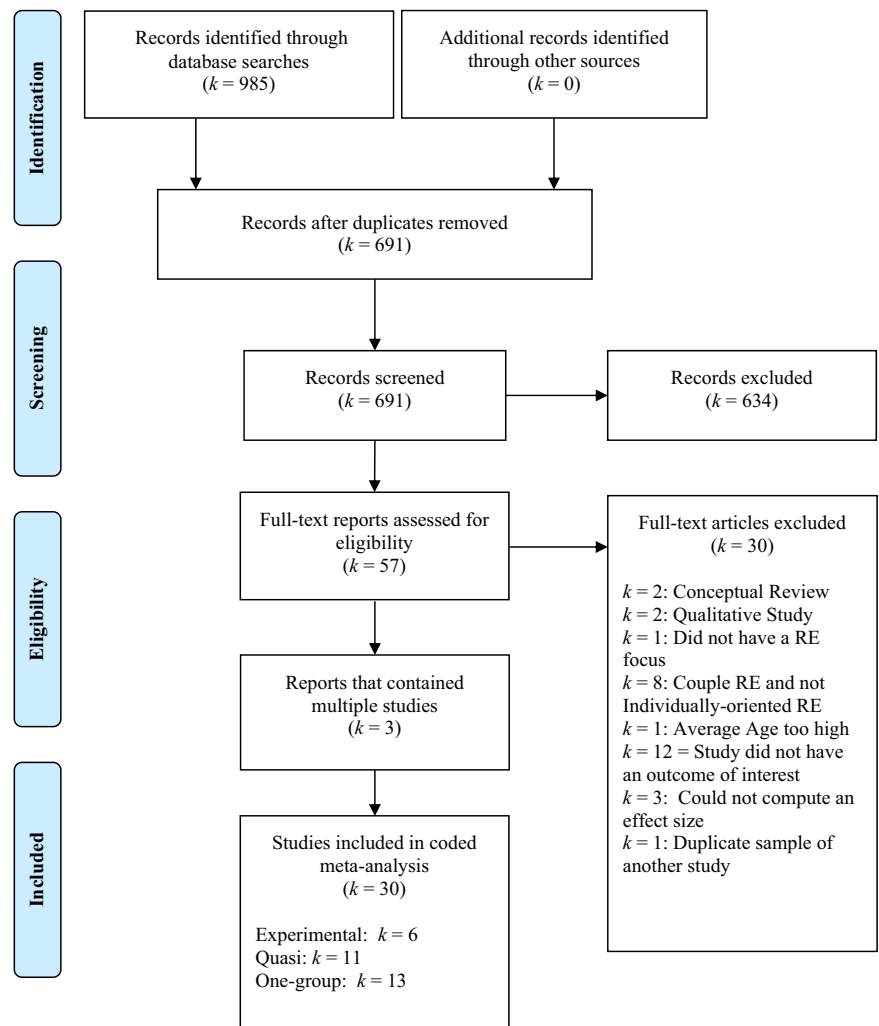 Identification
Records identified through
database searches
(k = 985)
Additional records identified
through other sources
(k = 0)
Records after duplicates removed
(k = 691)
Screening
Records screened
(k = 691)
Records excluded
(k = 634)
Eligibility
Full-text reports assessed for
eligibility
(k = 57)
Full-text articles excluded
(k = 30)
k = 2: Conceptual Review
k = 2: Qualitative Study
k = 1: Did not have a RE
focus
k = 8: Couple RE and not
Individually-oriented RE
k = 1: Average Age too high
k = 12 = Study did not have
an outcome of interest
k = 3:  Could not compute an
effect size
k = 1: Duplicate sample of
another study
Reports that contained
multiple studies
(k = 3)
Included
Studies included in coded
meta-analysis
(k = 30)
Experimental:  k = 6
Quasi: k = 11
One-group:  k = 13